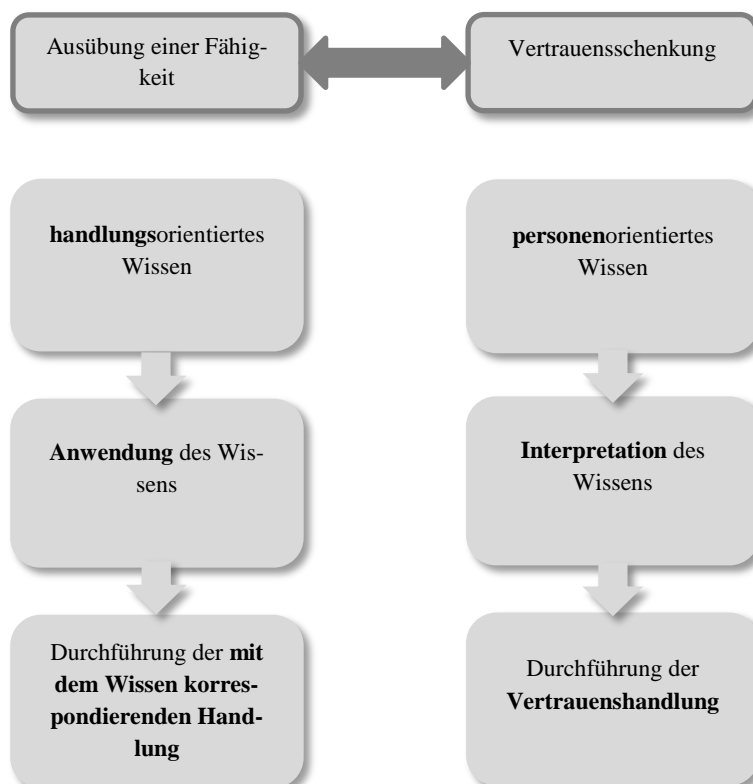 Ausübung einer Fähig-
keit
Vertrauensschenkung
handlungsorientiertes
Wissen
personenorientiertes
Wissen
Anwendung des Wis-
sens
Interpretation des
Wissens
Durchführung der mit
dem Wissen korres-
pondierenden Hand-
lung
Durchführung der
Vertrauenshandlung